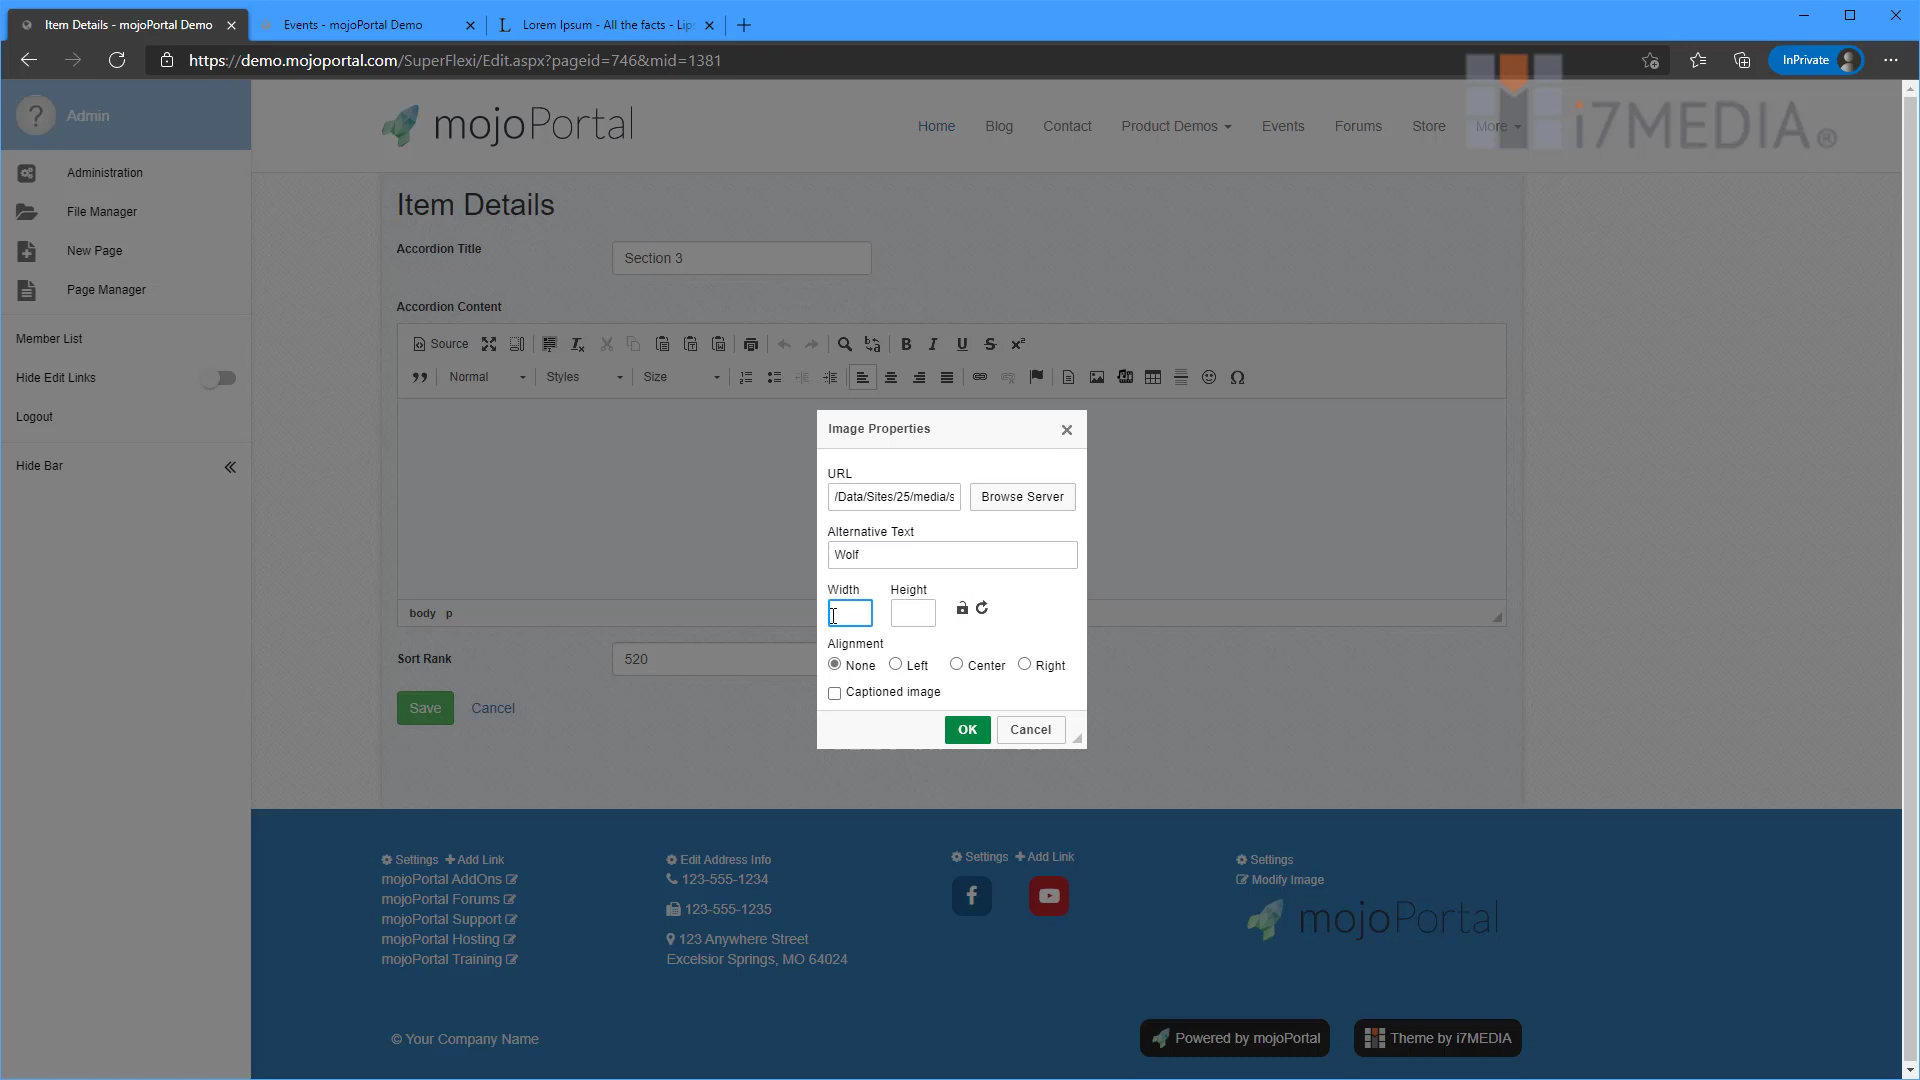 Item Details - mojoPortal Demo
Events - mojoPortal Demo
Lorem Ipsum - All the facts - Lips
https://demo.mojoportal.com/SuperFlexi/Edit.aspx?pageid=746&mid=1381
InPrivate
Admin
mojoPortal
Home
Blog
Contact
Product Demos
Events
Forums
Store
More
i7MEDIA®
Administration
File Manager
New Page
Page Manager
Member List
Hide Edit Links
Logout
Hide Bar
Item Details
Accordion Title
Section 3
Accordion Content
Source
Normal
Styles
Size
body p
Sort Rank
520
Save
Cancel
Image Properties
URL
/Data/Sites/25/media/s
Browse Server
Alternative Text
Wolf
Width
Height
Alignment
None
Left
Center
Right
Captioned image
OK
Cancel
Settings
Add Link
mojoPortal AddOns
mojoPortal Forums
mojoPortal Support
mojoPortal Hosting
mojoPortal Training
Edit Address Info
123-555-1234
123-555-1235
123 Anywhere Street
Excelsior Springs, MO 64024
Settings
Add Link
Settings
Modify Image
mojoPortal
© Your Company Name
Powered by mojoPortal
Theme by i7MEDIA